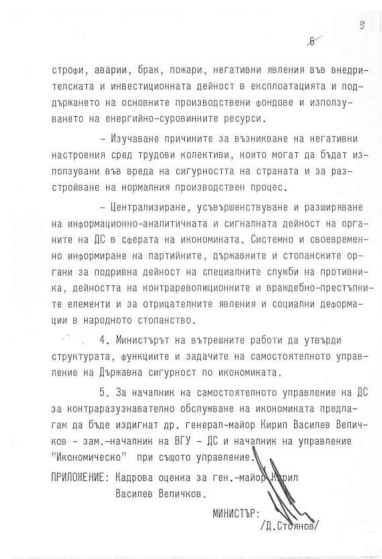 9
6
строфи, аварии, брак, пожари, негативни явления във внедри-
телската и инвестиционната дейност в експлоатацията и под-
държането на основните производствени фондове и използу-
ването на енергийно-суровинните ресурси.
– Изучаване причините за възникване на негативни
настроения сред трудови колективи, които могат да бъдат из-
ползувани във вреда на сигурността на страната и за раз-
стройване на нормалния производствен процес.
– Централизиране, усъвършенствуване и разширяване
на информационно-аналитичната и сигналната дейност на орга-
ните на ДС в сферата на икономиката. Системно и своевремен-
но информиране на партийните, държавните и стопанските ор-
гани за подривна дейност на специалните служби на противни-
ка, дейността на контрареволюционните и враждебно-престъпни-
те елементи и за отрицателните явления и социални деформа-
ции в народното стопанство.
4. Министърът на вътрешните работи да утвърди
структурата, функциите и задачите на самостоятелното управ-
ление на Държавна сигурност по икономиката.
5. За началник на самостоятелното управление на ДС
за контраразузнавателно обслужване на икономиката предла-
гам да бъде издигнат др. генерал-майор Кирил Василев Велич-
ков – зам.-началник на ВГУ – ДС и началник на управление
"Икономическо" при същото управление.
ПРИЛОЖЕНИЕ: Кадрова оценка за ген.-майор Кирил
Василев Величков.
МИНИСТЪР:
/Д.Стоянов/